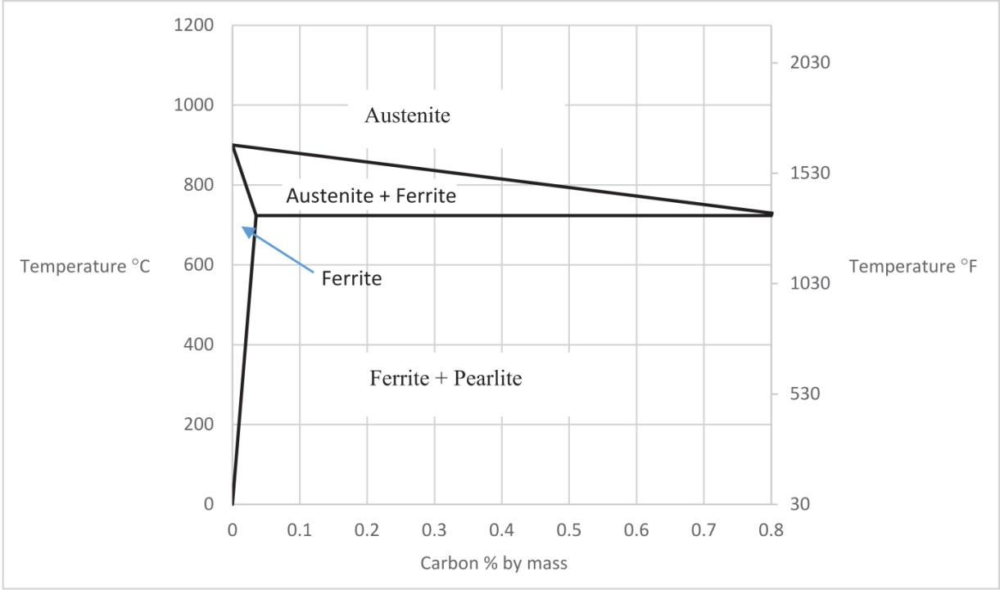 1200
1000
800
600
400
200
0
Temperature °C
Austenite
Austenite + Ferrite
Ferrite
Ferrite + Pearlite
2030
1530
1030
530
30
Temperature °F
0 0.1 0.2 0.3 0.4 0.5 0.6 0.7 0.8
Carbon % by mass